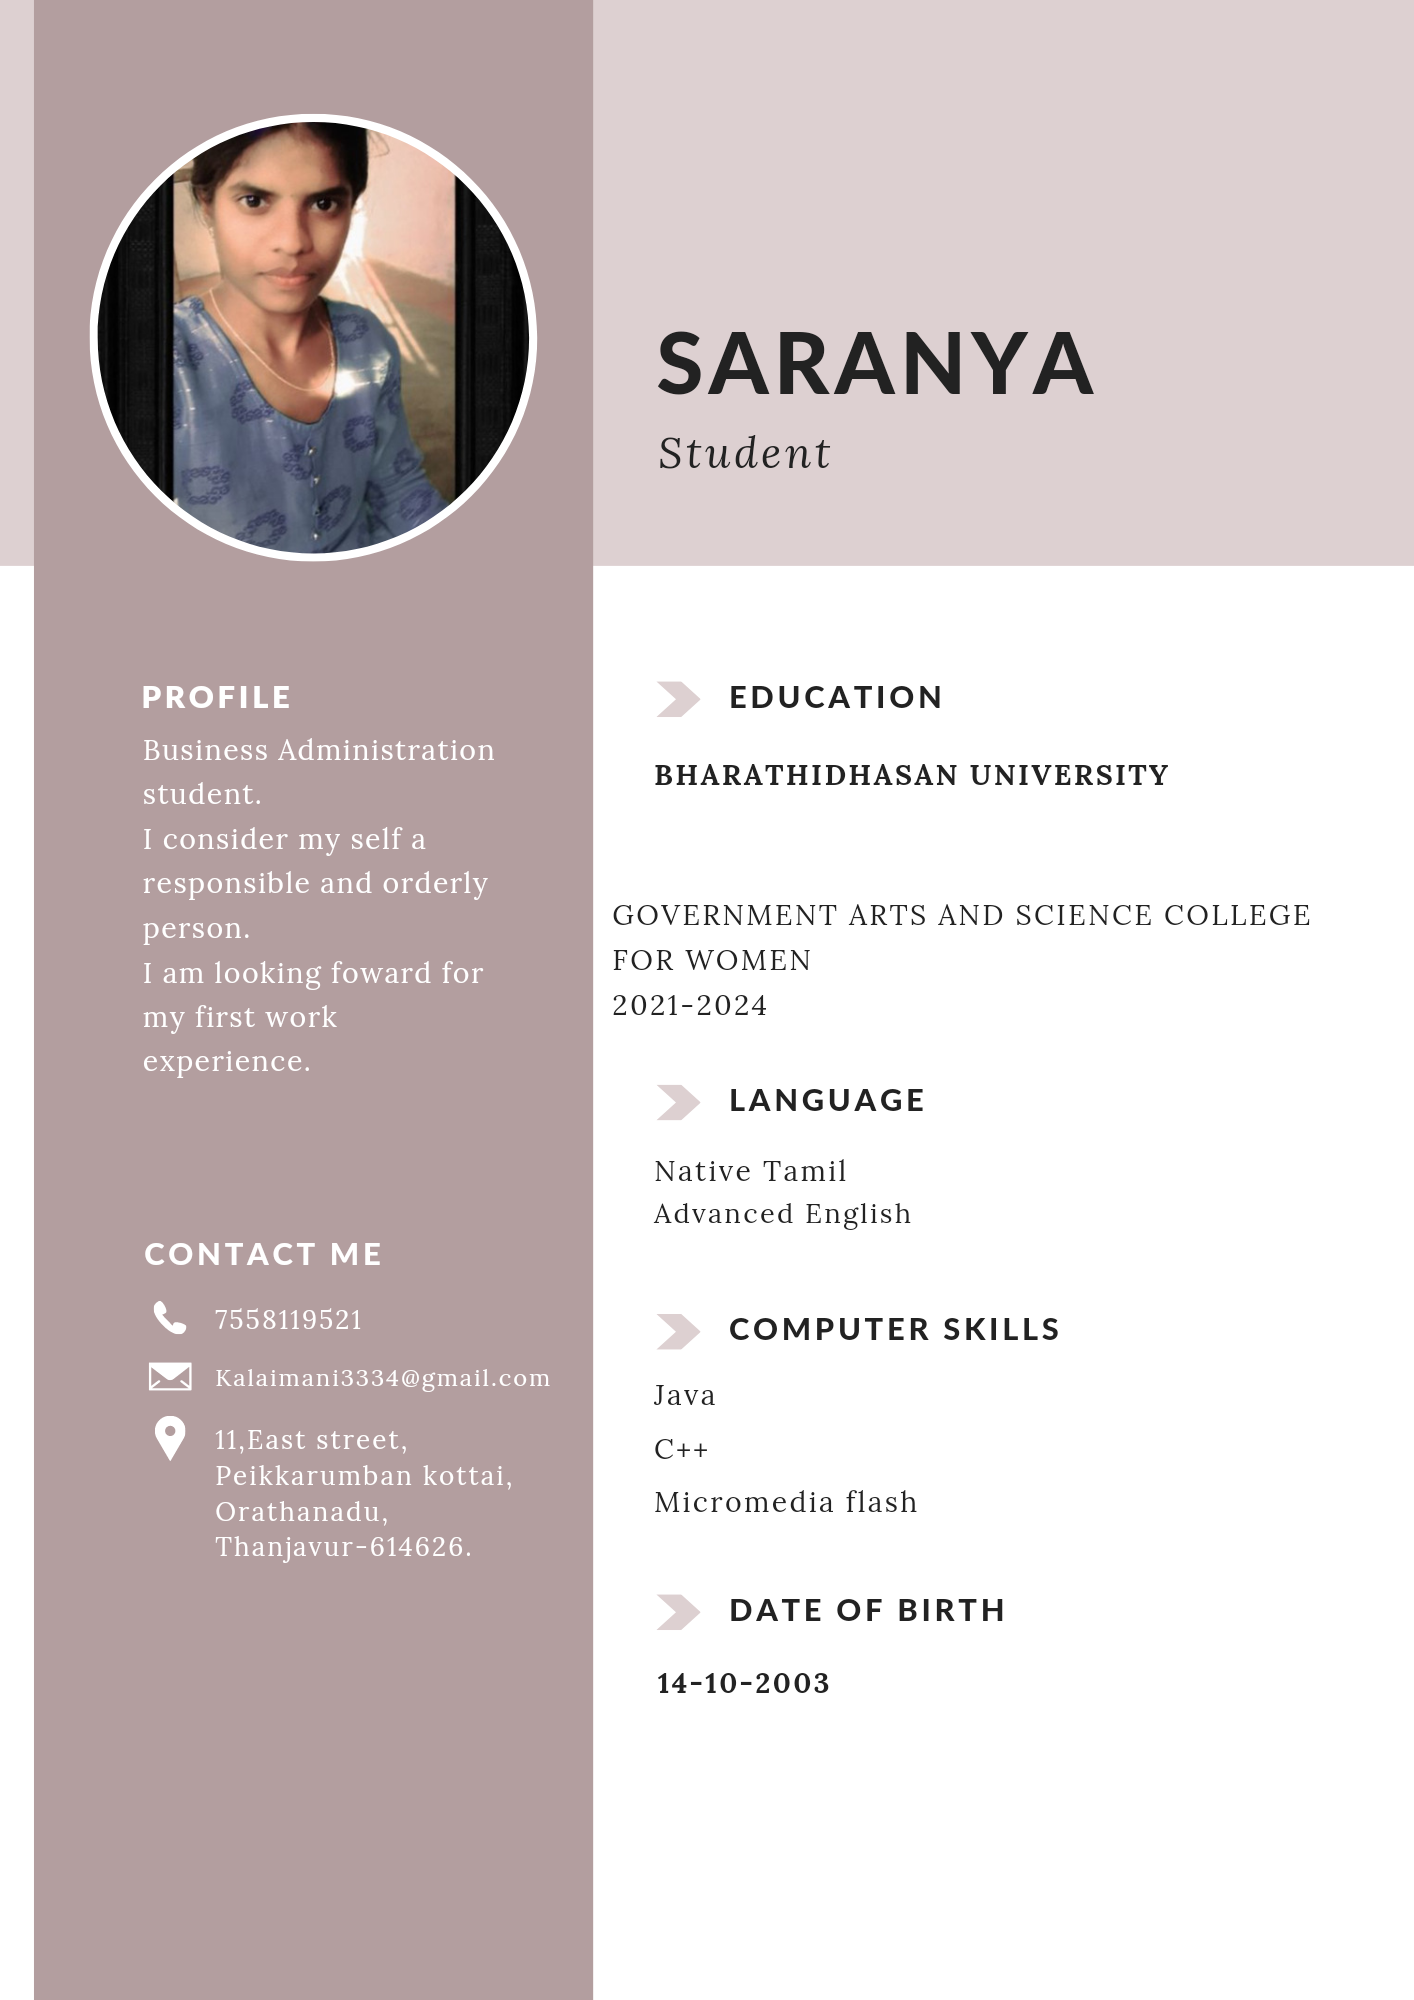 SARANYA
Student
PROFILE
Business Administration
student.
I consider my self a
responsible and orderly
person.
I am looking foward for
my first work
experience.
CONTACT ME
7558119521
Kalaimani3334@gmail.com
11,East street,
Peikkarumban kottai,
Orathanadu,
Thanjavur-614626.
EDUCATION
BHARATHIDHASAN UNIVERSITY
GOVERNMENT ARTS AND SCIENCE COLLEGE
FOR WOMEN
2021-2024
LANGUAGE
Native Tamil
Advanced English
COMPUTER SKILLS
Java
C++
Micromedia flash
DATE OF BIRTH
14-10-2003